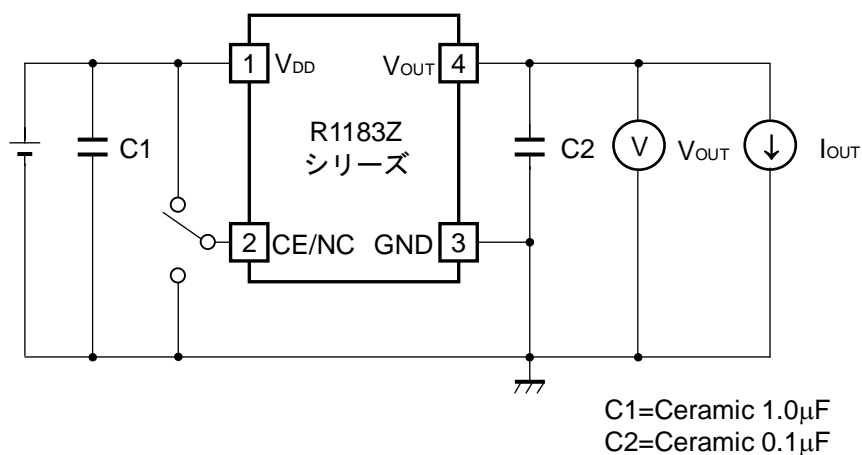 1 VDD VOUT 4
R1183Z
シリーズ
C1 C2 V VOUT IOUT
2 CE/NC GND 3
C1=Ceramic 1.0μF
C2=Ceramic 0.1μF